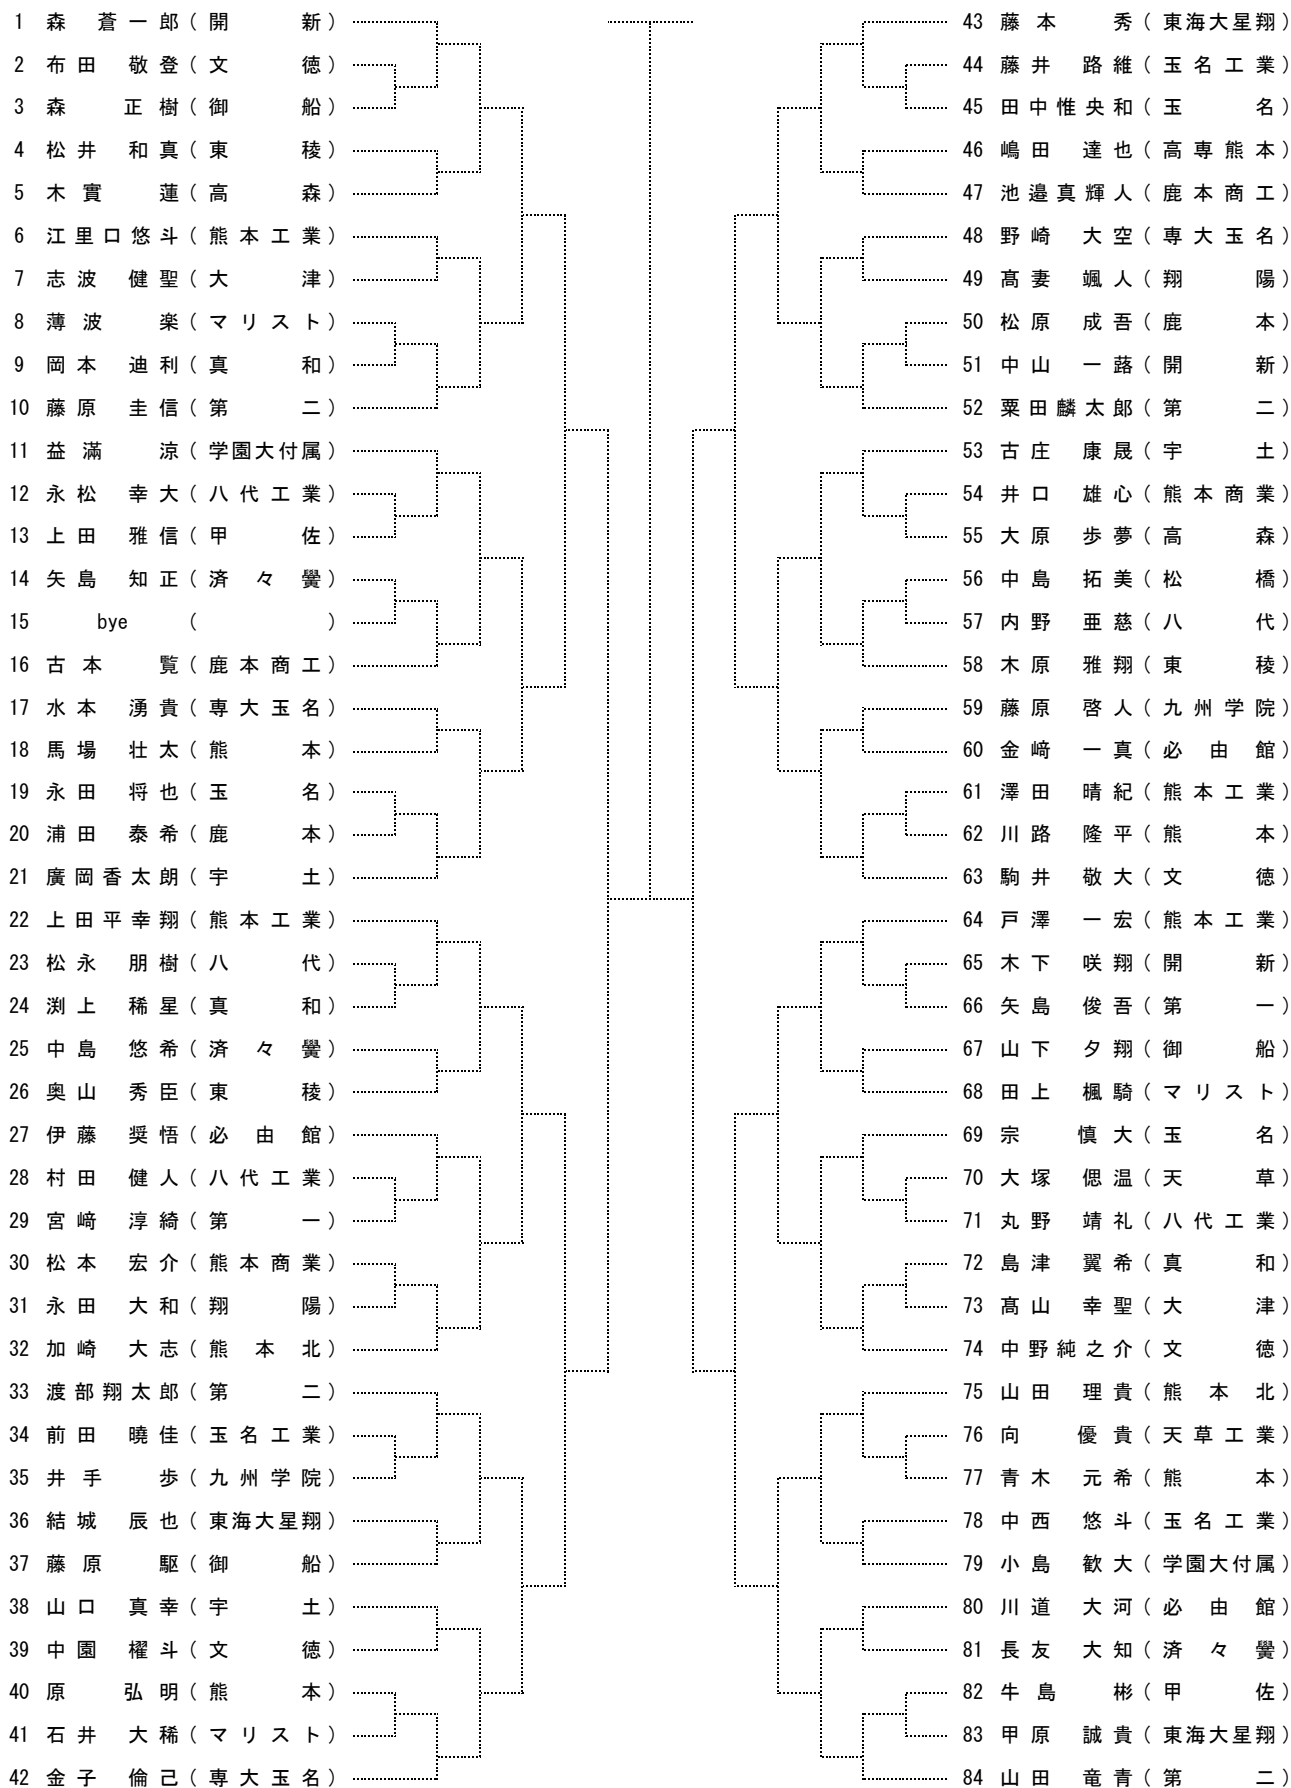 1 森 蒼一郎(開 新)
2 布田 敬登(文 徳)
3 森 正樹(御 船)
4 松井 和真(東 稜)
5 木實 蓮(高 森)
6 江里口悠斗(熊本工業)
7 志波 健聖(大 津)
8 薄波 楽(マリスト)
9 岡本 迪利(真 和)
10 藤原 圭信(第 二)
11 益滿 涼(学園大付属)
12 永松 幸大(八代工業)
13 上田 雅信(甲 佐)
14 矢島 知正(済 々 黌)
15 bye ( )
16 古本 覧(鹿本商工)
17 水本 湧貴(専大玉名)
18 馬場 壮太(熊 本)
19 永田 将也(玉 名)
20 浦田 泰希(鹿 本)
21 廣岡香太朗(宇 土)
22 上田平幸翔(熊本工業)
23 松永 朋樹(八 代)
24 渕上 稀星(真 和)
25 中島 悠希(済 々 黌)
26 奥山 秀臣(東 稜)
27 伊藤 奨悟(必 由 館)
28 村田 健人(八代工業)
29 宮﨑 淳綺(第 一)
30 松本 宏介(熊本商業)
31 永田 大和(翔 陽)
32 加崎 大志(熊 本 北)
33 渡部翔太郎(第 二)
34 前田 曉佳(玉名工業)
35 井手 歩(九州学院)
36 結城 辰也(東海大星翔)
37 藤原 駆(御 船)
38 山口 真幸(宇 土)
39 中園 櫂斗(文 徳)
40 原 弘明(熊 本)
41 石井 大稀(マリスト)
42 金子 倫己(専大玉名)
43 藤本 秀(東海大星翔)
44 藤井 路維(玉名工業)
45 田中惟央和(玉 名)
46 嶋田 達也(高専熊本)
47 池邉真輝人(鹿本商工)
48 野崎 大空(専大玉名)
49 髙妻 颯人(翔 陽)
50 松原 成吾(鹿 本)
51 中山 一蕗(開 新)
52 粟田麟太郎(第 二)
53 古庄 康晟(宇 土)
54 井口 雄心(熊本商業)
55 大原 歩夢(高 森)
56 中島 拓美(松 橋)
57 内野 亜慈(八 代)
58 木原 雅翔(東 稜)
59 藤原 啓人(九州学院)
60 金﨑 一真(必 由 館)
61 澤田 晴紀(熊本工業)
62 川路 隆平(熊 本)
63 駒井 敬大(文 徳)
64 戸澤 一宏(熊本工業)
65 木下 咲翔(開 新)
66 矢島 俊吾(第 一)
67 山下 夕翔(御 船)
68 田上 楓騎(マリスト)
69 宗 慎大(玉 名)
70 大塚 偲温(天 草)
71 丸野 靖礼(八代工業)
72 島津 翼希(真 和)
73 髙山 幸聖(大 津)
74 中野純之介(文 徳)
75 山田 理貴(熊 本 北)
76 向 優貴(天草工業)
77 青木 元希(熊 本)
78 中西 悠斗(玉名工業)
79 小島 歓大(学園大付属)
80 川道 大河(必 由 館)
81 長友 大知(済 々 黌)
82 牛島 彬(甲 佐)
83 甲原 誠貴(東海大星翔)
84 山田 竜青(第 二)